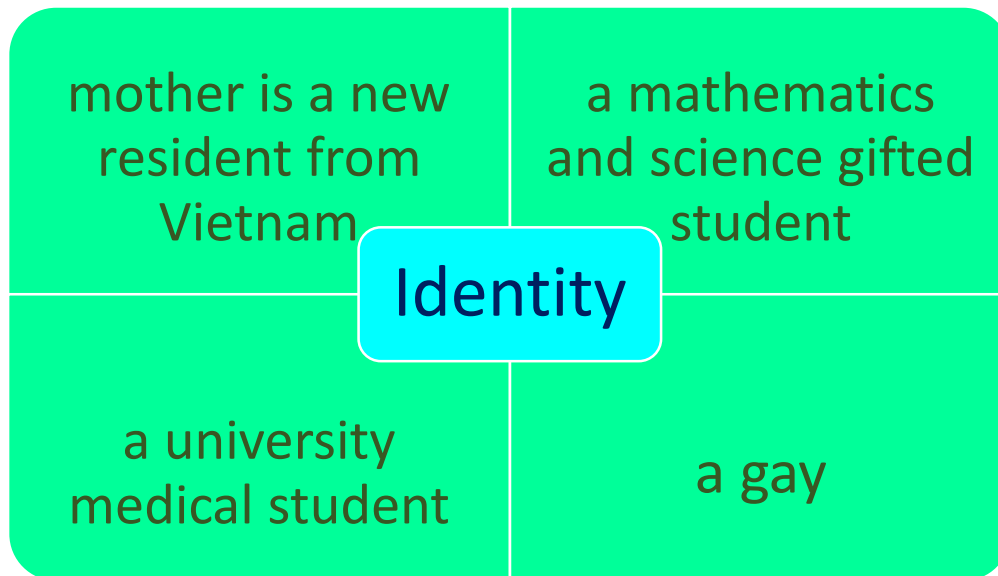 mother is a new
resident from
Vietnam
a mathematics
and science gifted
student
Identity
a university
medical student
a gay